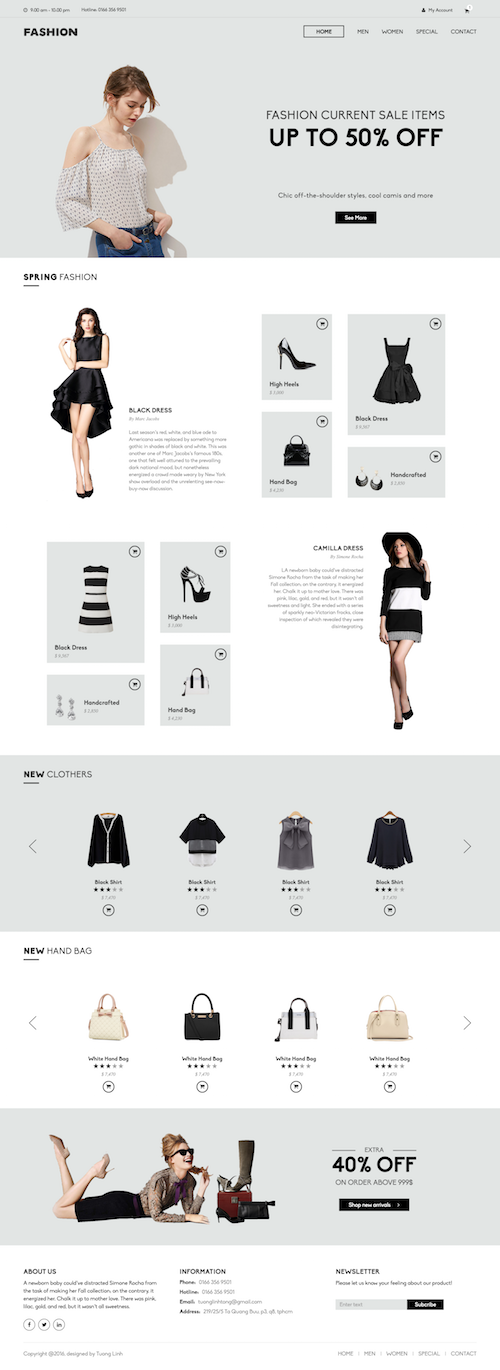 9.00 am - 10.00 pm Hotline: 0166 356 9501 My Account
FASHION HOME MEN WOMEN SPECIAL CONTACT
FASHION CURRENT SALE ITEMS
UP TO 50% OFF
Chic off-the-shoulder styles, cool camis and more
See More
SPRING FASHION
BLACK DRESS
By Marc Jacobs
Last season's red, white, and blue ode to
Americana was replaced by something more
gothic in shades of black and white. This was
another one of Marc Jacobs's famous 180s,
one that felt well attuned to the prevailing
dark national mood, but nonetheless
energized a crowd made weary by New York
show overload and the unrelenting see-now-
buy-now discussion.
High Heels
$ 5,000
Black Dress
$ 9,367
Hand Bag
$ 4,230
Handcrafted
$ 3,890
Black Dress
$ 9,367
High Heels
$ 5,000
Handcrafted
$ 3,890
Hand Bag
$ 4,230
CAMILLA DRESS
By Simone Rocha
LA newborn baby could've distracted
Simone Rocha from the task of making her
Fall collection; on the contrary, it energized
her. Chalk it up to mother love. There was
pink, lilac, gold, and red, but it wasn't all
sweetness and light. She ended with a series
of sparkly neo-Victorian frocks, close
inspection of which revealed they were
disintegrating.
NEW CLOTHERS
Black Shirt Black Shirt Black Shirt Black Shirt
$ 7,470 $ 7,470 $ 7,470 $ 7,470
NEW HAND BAG
White Hand Bag White Hand Bag White Hand Bag White Hand Bag
$ 7,470 $ 7,470 $ 7,470 $ 7,470
EXTRA
40% OFF
ON ORDER ABOVE 999$
Shop new arrivals >
ABOUT US
A newborn baby could've distracted Simone Rocha from
the task of making her Fall collection; on the contrary, it
energized her. Chalk it up to mother love. There was pink,
lilac, gold, and red, but it wasn't all sweetness.
INFORMATION
Phone: 0166 356 9501
Hotline: 0166 356 9501
Email: tuonglinhtong@gmail.com
Address: 219/23/5 To Quang Buu, p3, q8, tphcm
NEWSLETTER
Please let us know your feeling about our product!
Enter text Subcribe
Copyright @2016, designed by Tuong Linh HOME | MEN | WOMEN | SPECIAL | CONTACT